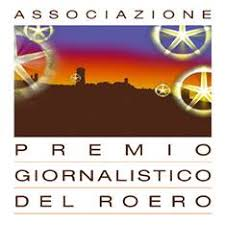 ASSOCIAZIONE
PREMIO
GIORNALISTICO
DEL ROERO